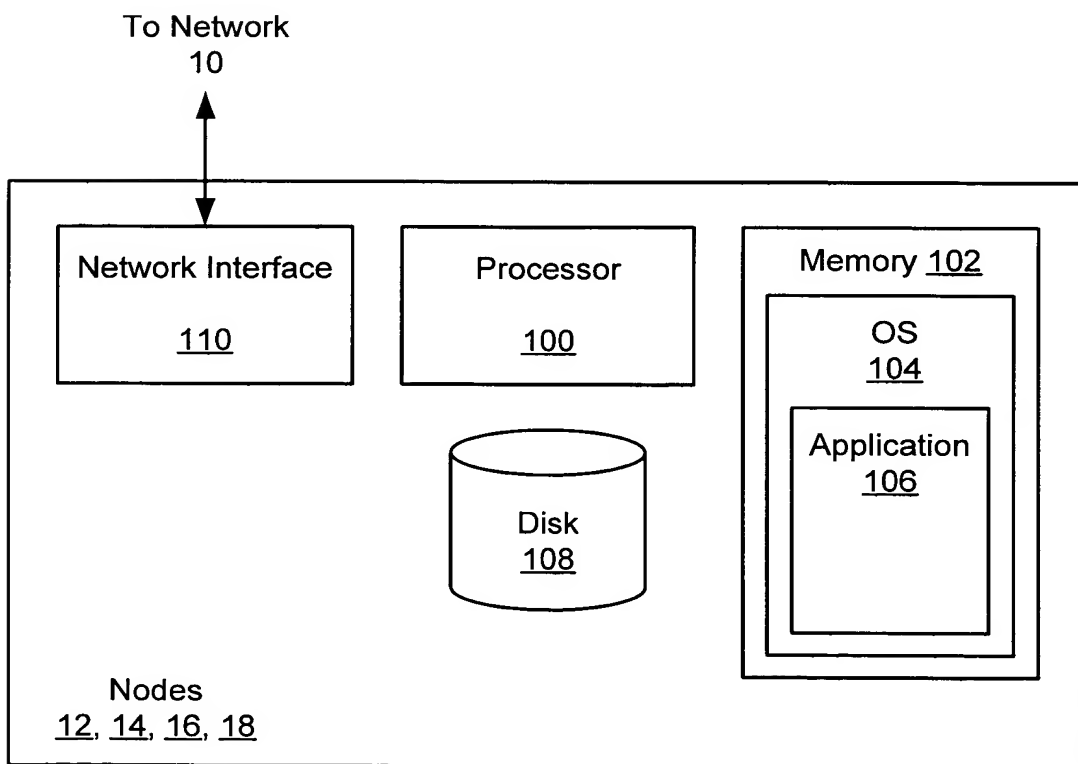 To Network
10
Network Interface
110
Processor
100
Memory 102
OS
104
Application
106
Disk
108
Nodes
12, 14, 16, 18